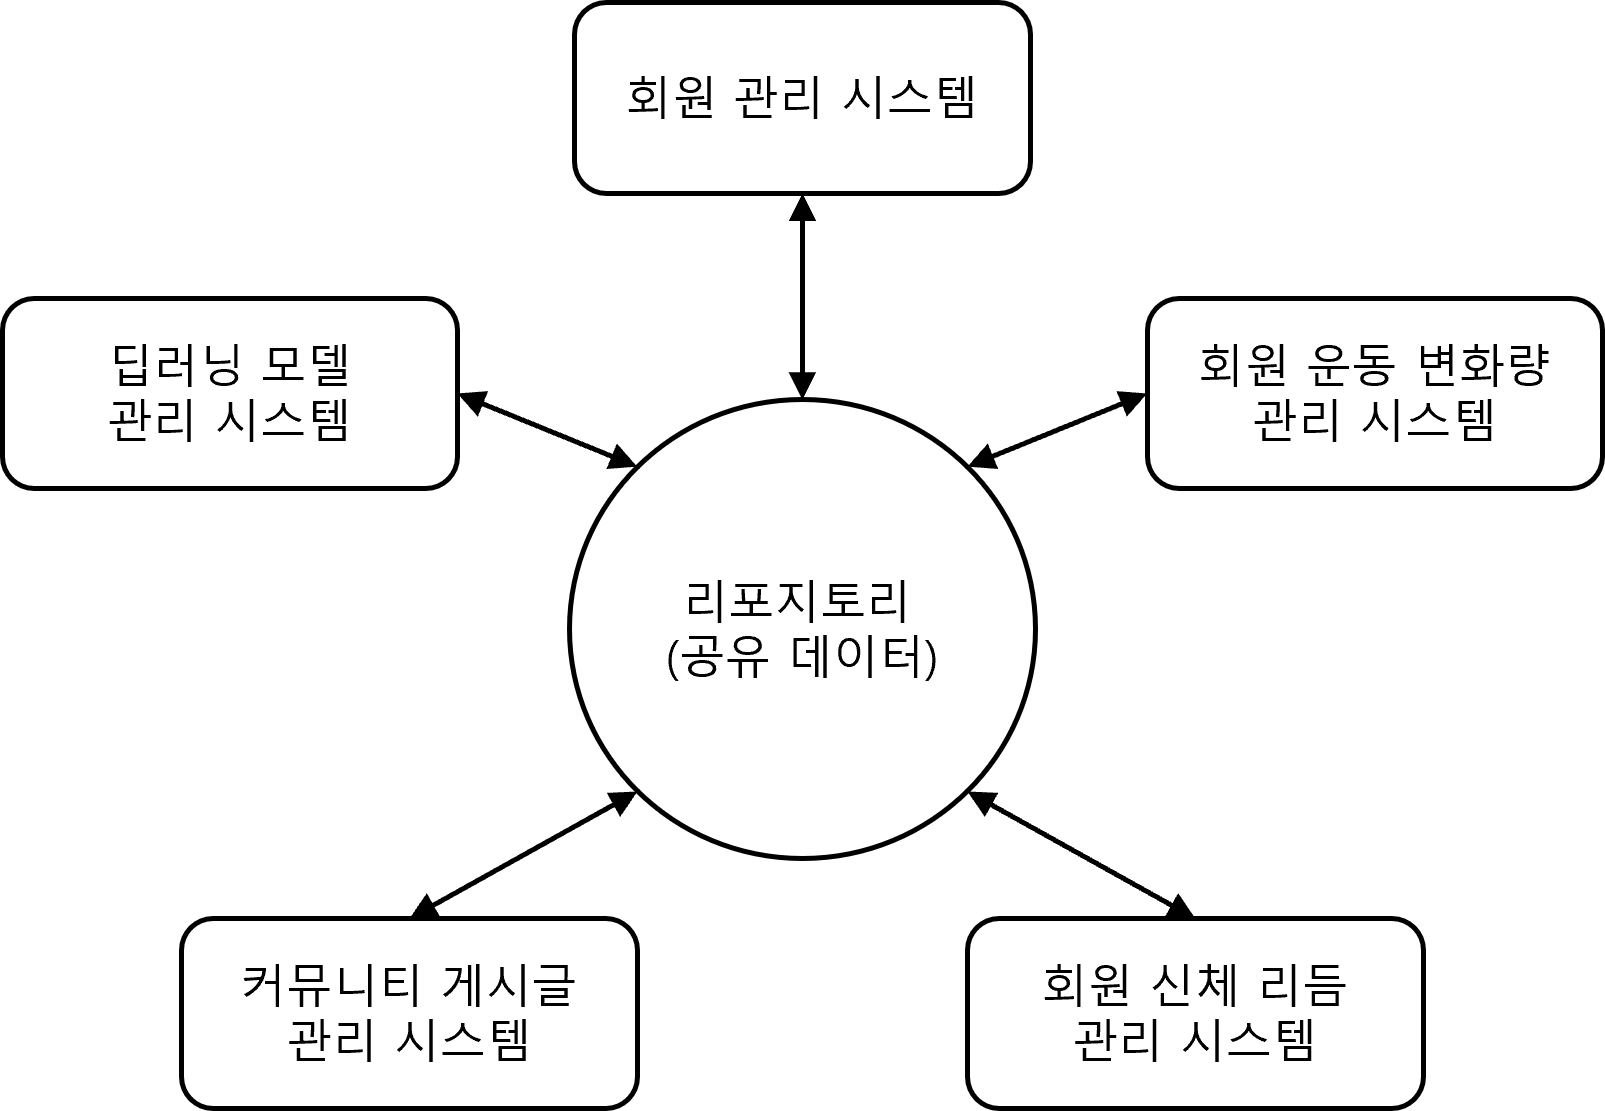 회원 관리 시스템
딥러닝 모델
관리 시스템
회원 운동 변화량
관리 시스템
리포지토리
(공유 데이터)
커뮤니티 게시글
관리 시스템
회원 신체 리듬
관리 시스템